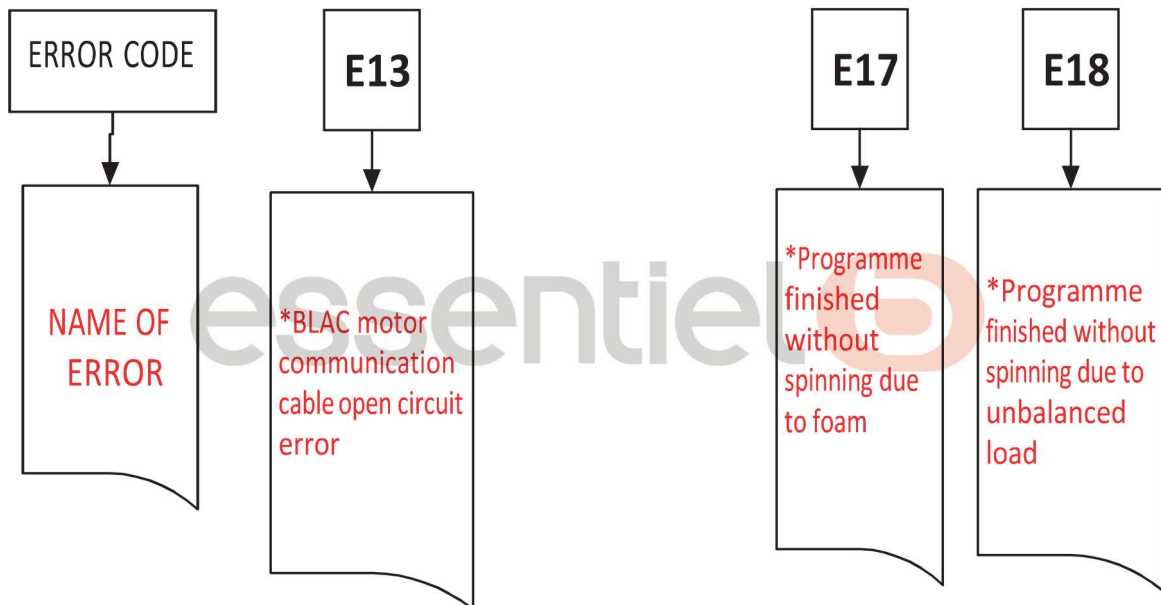 ERROR CODE
E13
E17
E18
NAME OF
ERROR
*BLAC motor
communication
cable open circuit
error
*Programme
finished
without
spinning due
to foam
*Programme
finished without
spinning due to
unbalanced
load
essentiel b